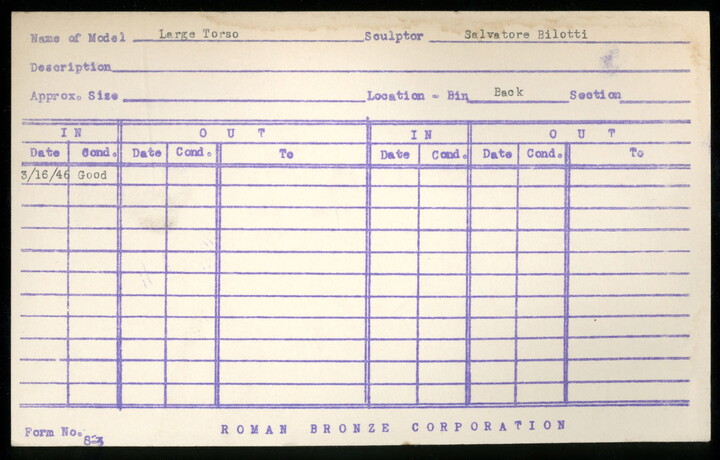 Name of Model Large Torso Sculptor Salvatore Bilotti
Description
Approx. Size Location - Bin Back Section
IN OUT IN OUT
Date Cond. Date Cond. To Date Cond. Date Cond. To
3/16/46 Good
Form No. 823 ROMAN BRONZE CORPORATION